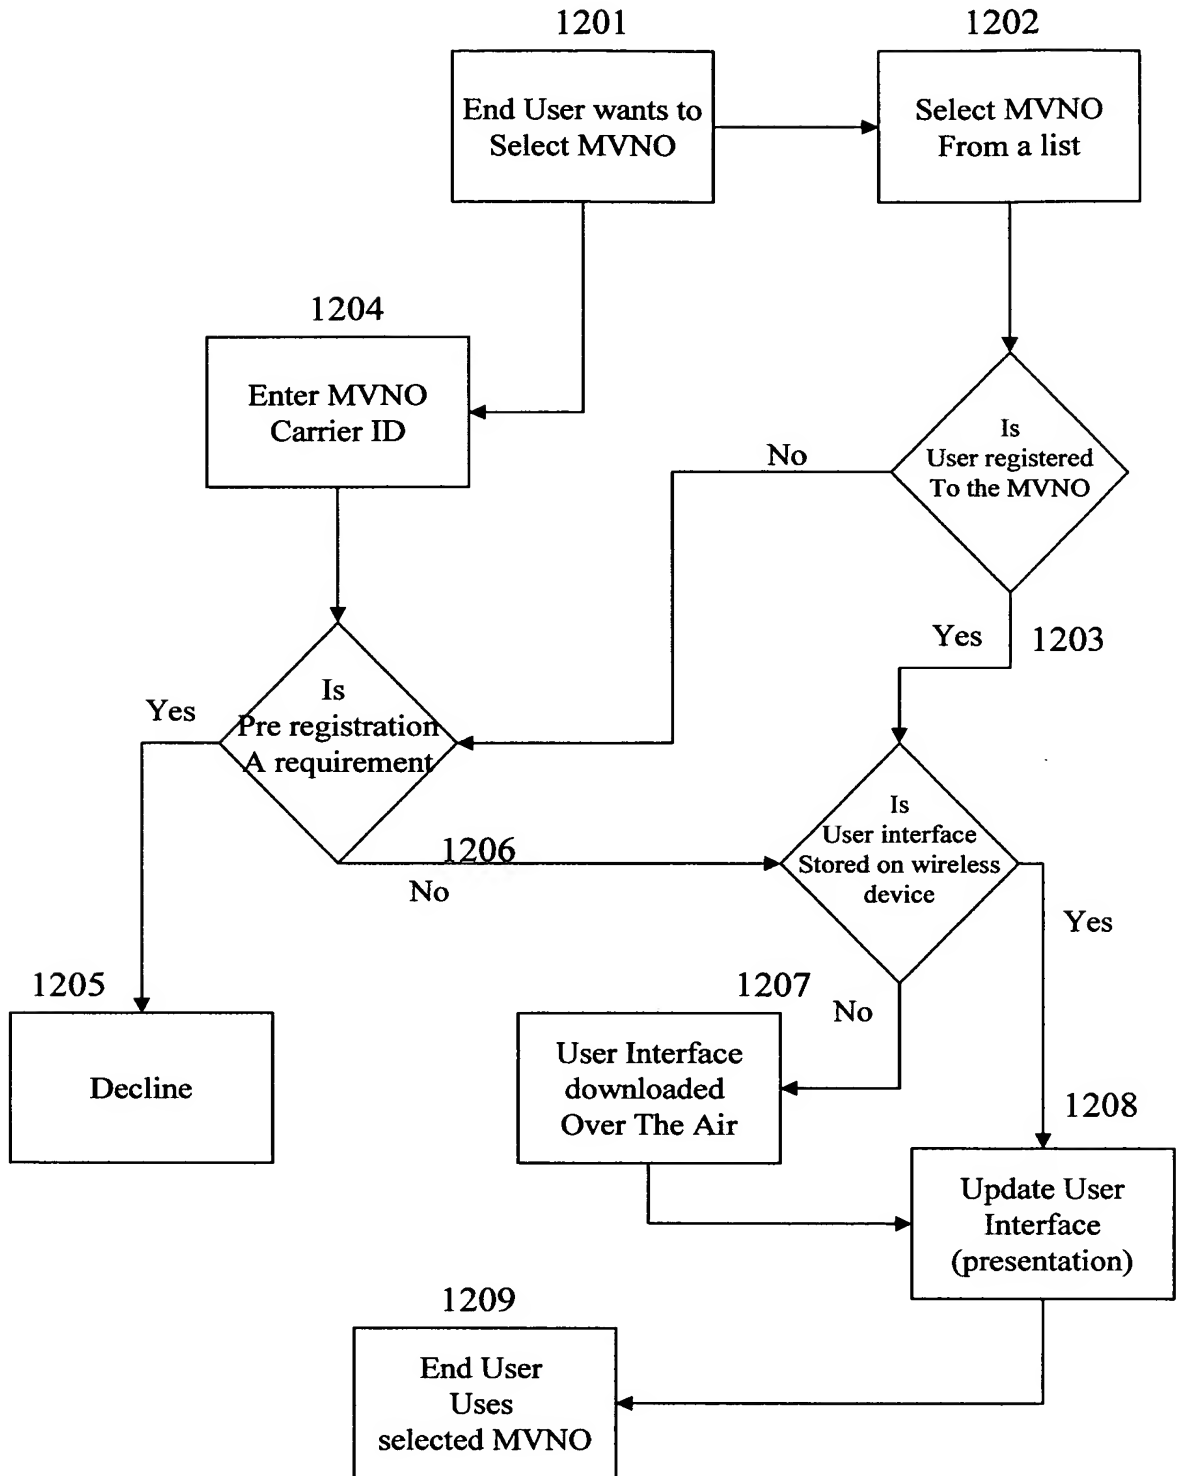 1201
1202
End User wants to
Select MVNO
Select MVNO
From a list
1204
Enter MVNO
Carrier ID
Is
User registered
To the MVNO
No
Yes
1203
Is
Pre registration
A requirement
Yes
1206
No
Is
User interface
Stored on wireless
device
Yes
1205
Decline
1207
No
User Interface
downloaded
Over The Air
1208
Update User
Interface
(presentation)
1209
End User
Uses
selected MVNO